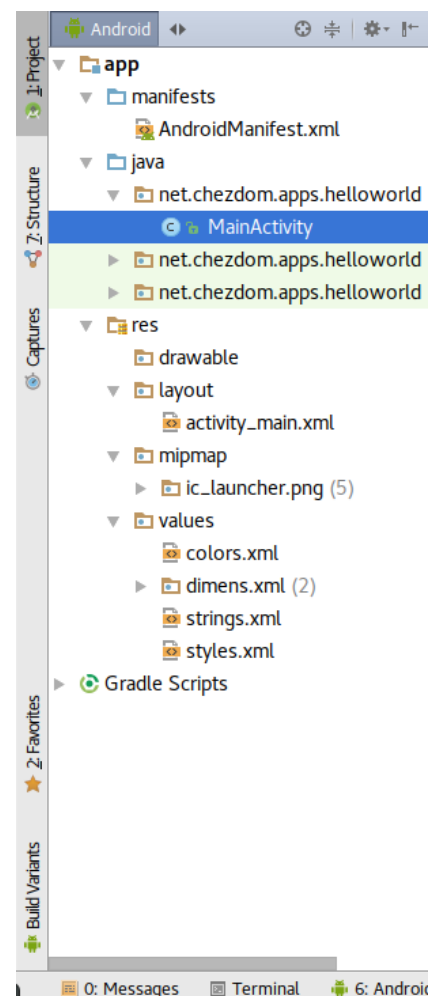 Android
app
manifests
AndroidManifest.xml
java
net.chezdom.apps.helloworld
MainActivity
net.chezdom.apps.helloworld
net.chezdom.apps.helloworld
res
drawable
layout
activity_main.xml
mipmap
ic_launcher.png (5)
values
colors.xml
dimens.xml (2)
strings.xml
styles.xml
Gradle Scripts
1: Project
7: Structure
Captures
2: Favorites
Build Variants
0: Messages
Terminal
6: Android